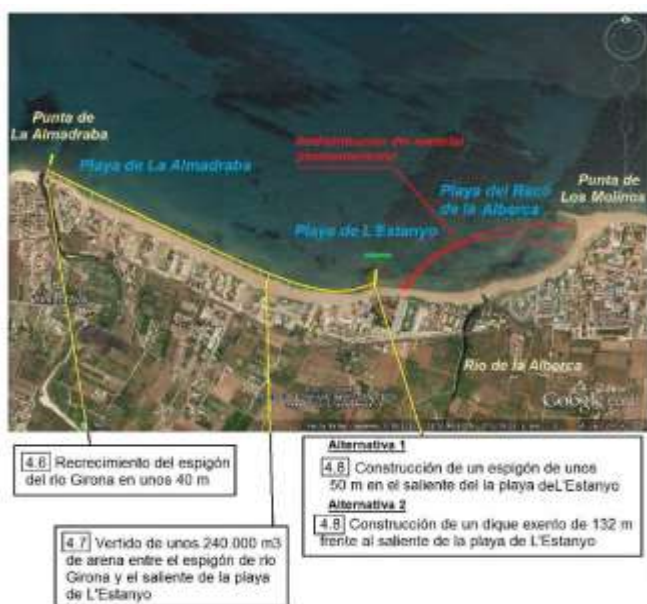 Punta de
La Almadraba
Playa de La Almadraba
Redistribución de material
Playa del Racó
de la Alberca
Punta de
Los Molinos
Playa de L'Estanyo
Río de la Alberca
Google
4.6 Recrecimiento del espigón
del río Girona en unos 40 m
4.7 Vertido de unos 240.000 m3
de arena entre el espigón de río
Girona y el saliente de la playa
de L'Estanyo
Alternativa 1
4.8 Construcción de un espigón de unos
50 m en el saliente del la playa deL'Estanyo
Alternativa 2
4.8 Construcción de un dique exento de 132 m
frente al saliente de la playa de L'Estanyo